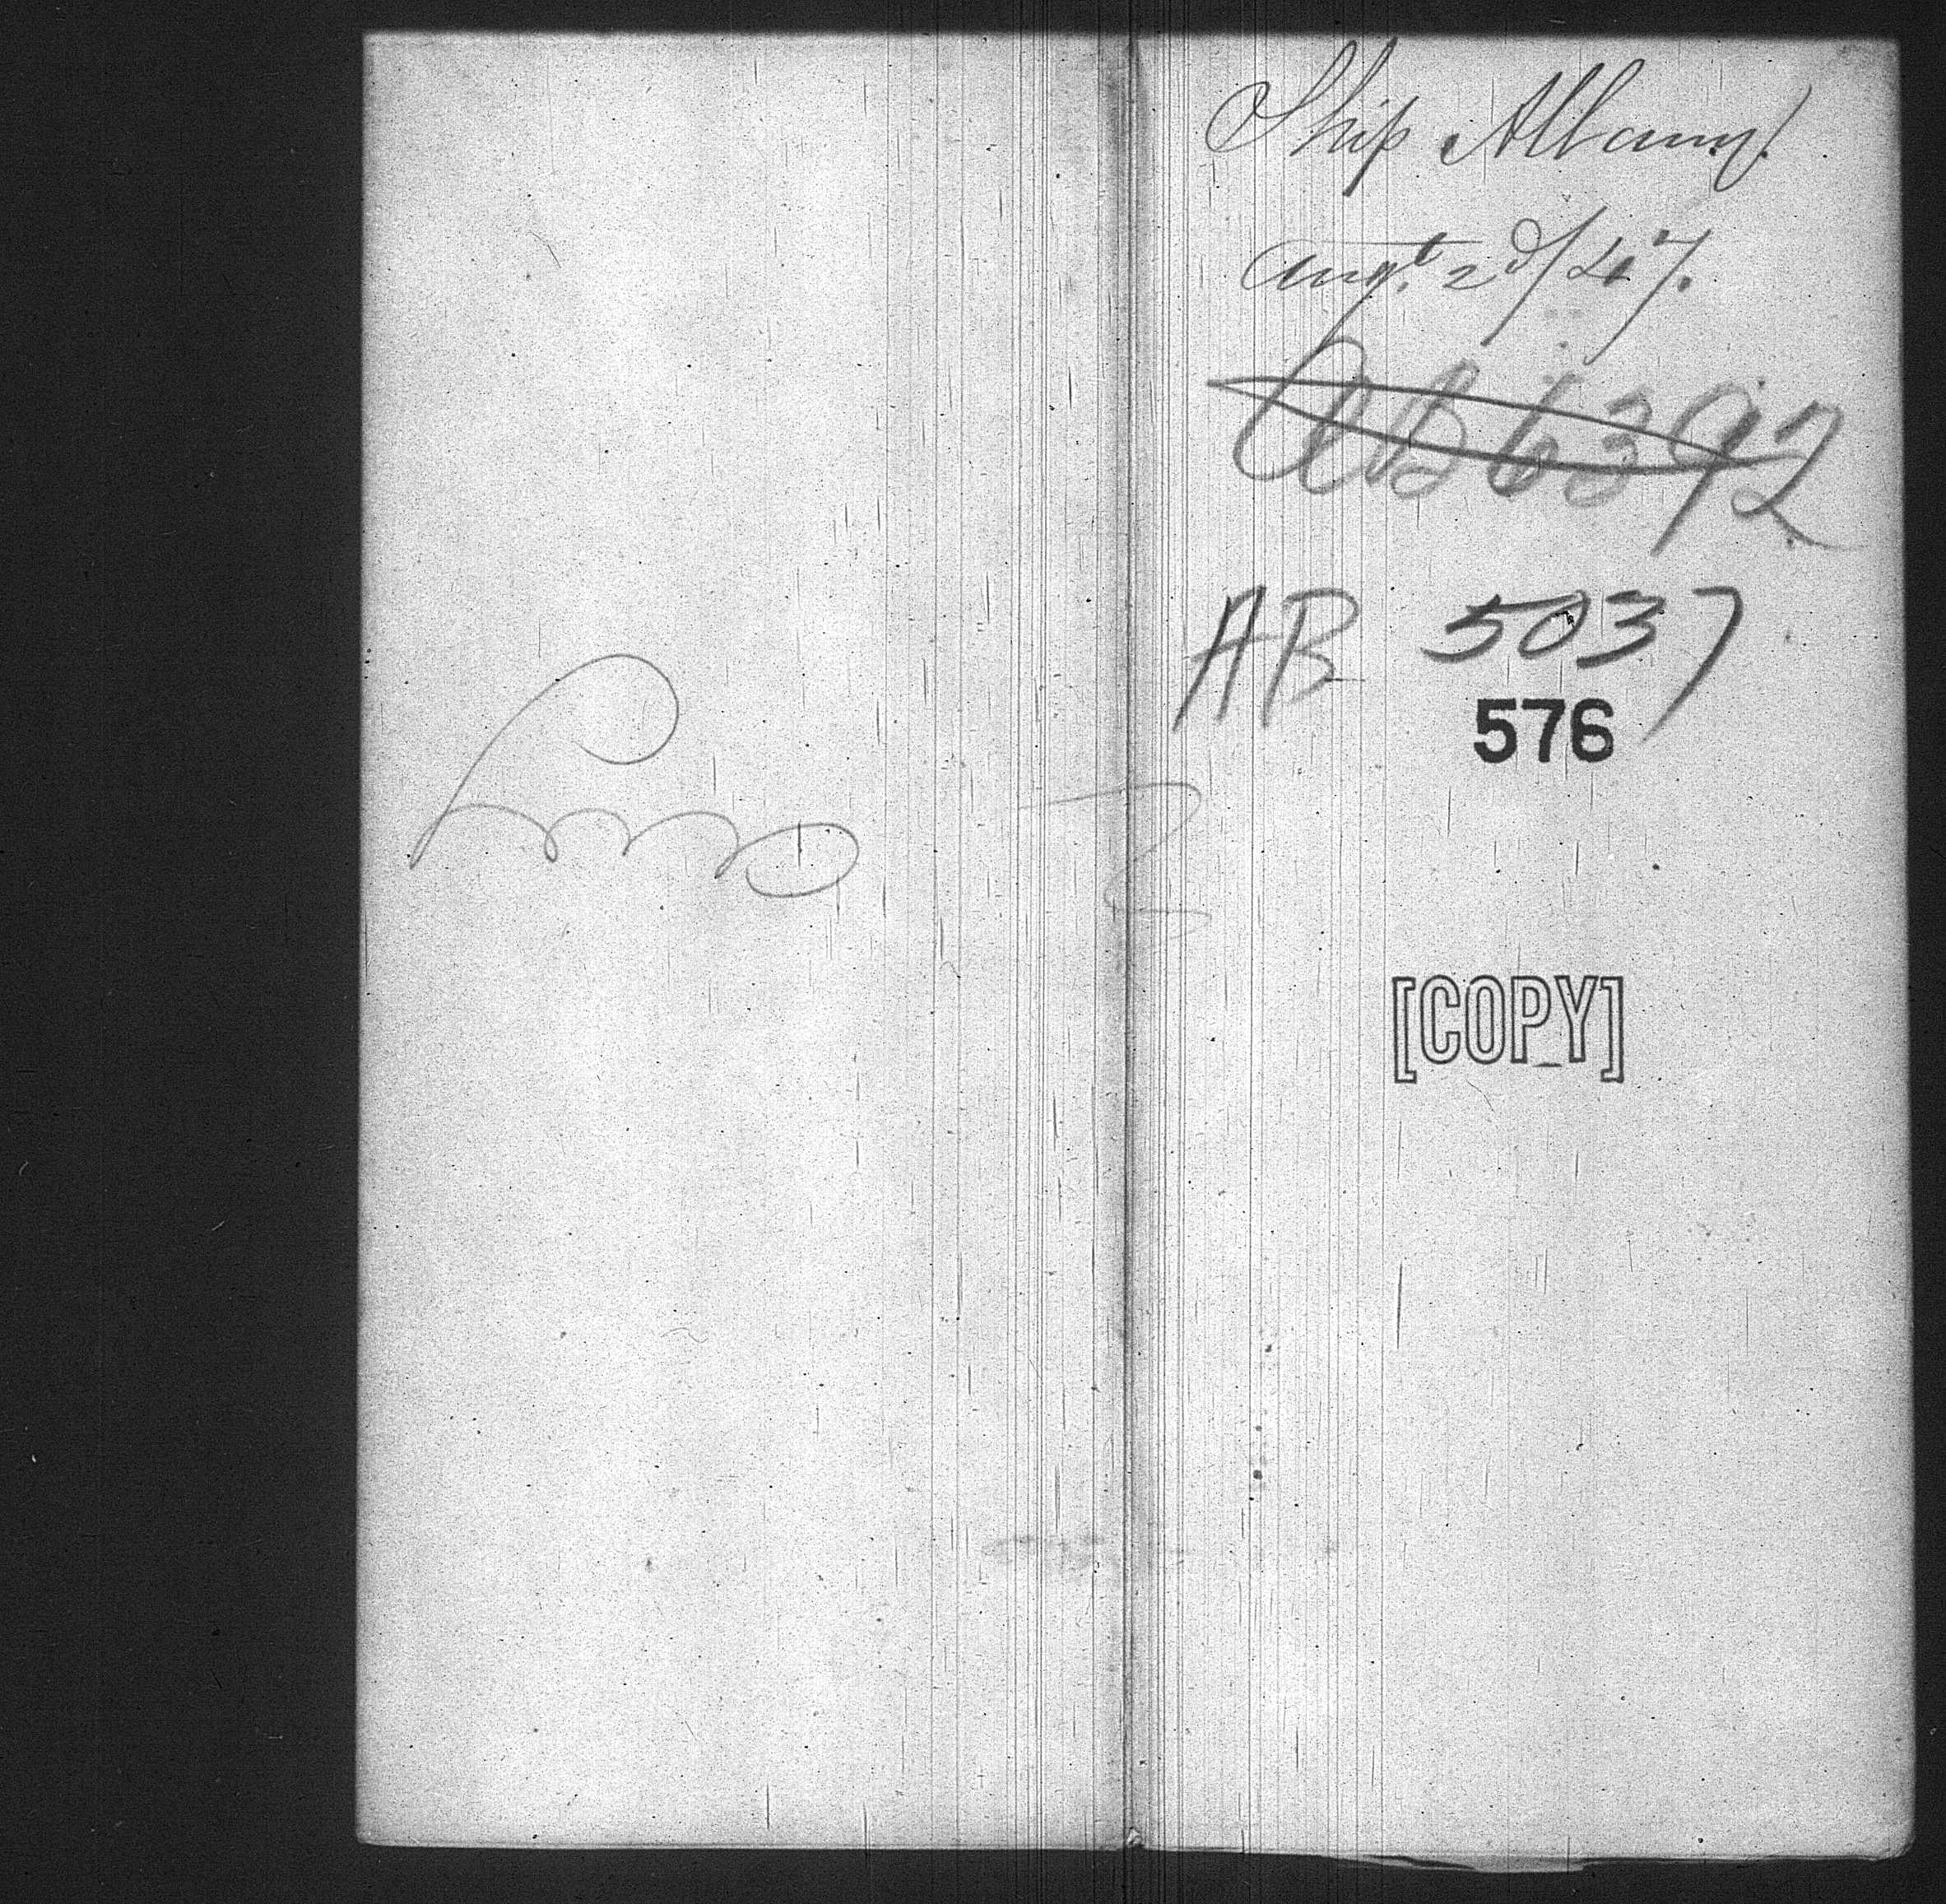 Ship Albany.
Augt. 2d/47.
AB 6392
AB 5037
576
[COPY]